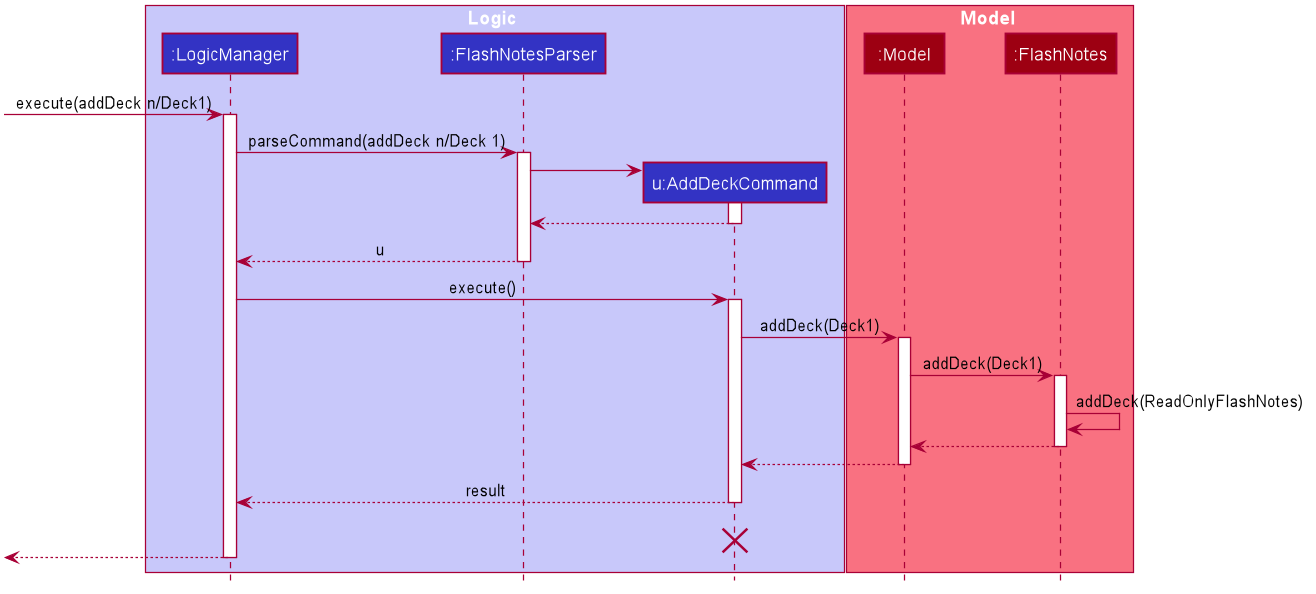 Logic
Model
:LogicManager
:FlashNotesParser
:Model
:FlashNotes
execute(addDeck n/Deck1)
parseCommand(addDeck n/Deck 1)
u:AddDeckCommand
u
execute()
addDeck(Deck1)
addDeck(Deck1)
addDeck(ReadOnlyFlashNotes)
result